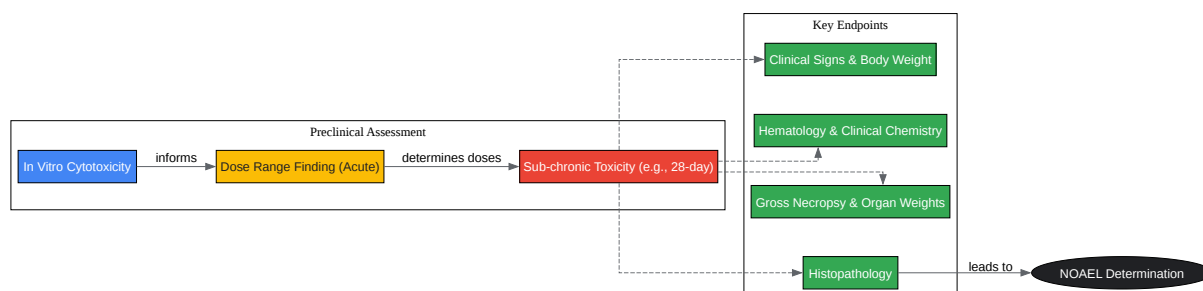 Key Endpoints
Clinical Signs & Body Weight
Preclinical Assessment
Hematology & Clinical Chemistry
In Vitro Cytotoxicity
informs
Dose Range Finding (Acute)
determines doses
Sub-chronic Toxicity (e.g., 28-day)
Gross Necropsy & Organ Weights
Histopathology
leads to
NOAEL Determination